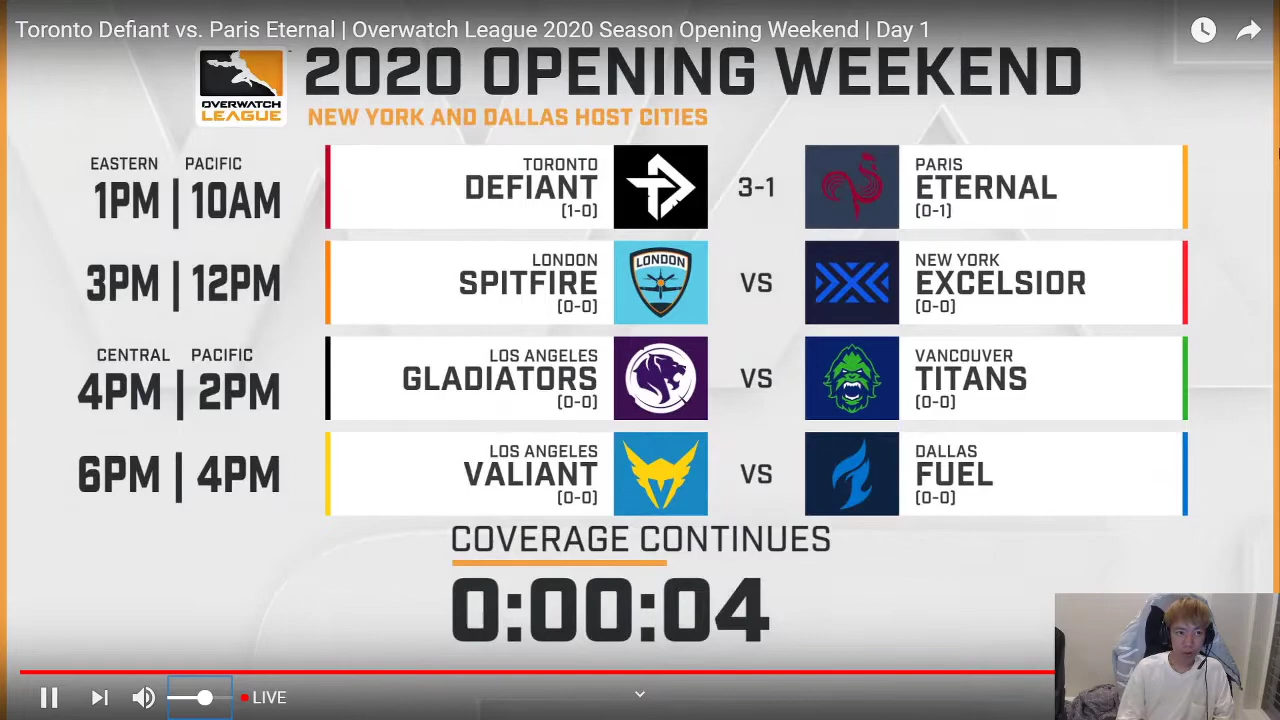 Toronto Defiant vs. Paris Eternal | Overwatch League 2020 Season Opening Weekend | Day 1
OVERWATCH
LEAGUE
2020 OPENING WEEKEND
NEW YORK AND DALLAS HOST CITIES
EASTERN PACIFIC
1PM | 10AM
TORONTO
DEFIANT
(1-0)
3-1
PARIS
ETERNAL
(0-1)
3PM | 12PM
LONDON
SPITFIRE
(0-0)
LONDON
VS
NEW YORK
EXCELSIOR
(0-0)
CENTRAL PACIFIC
4PM | 2PM
LOS ANGELES
GLADIATORS
(0-0)
VS
VANCOUVER
TITANS
(0-0)
6PM | 4PM
LOS ANGELES
VALIANT
(0-0)
VS
DALLAS
FUEL
(0-0)
COVERAGE CONTINUES
0:00:04
LIVE